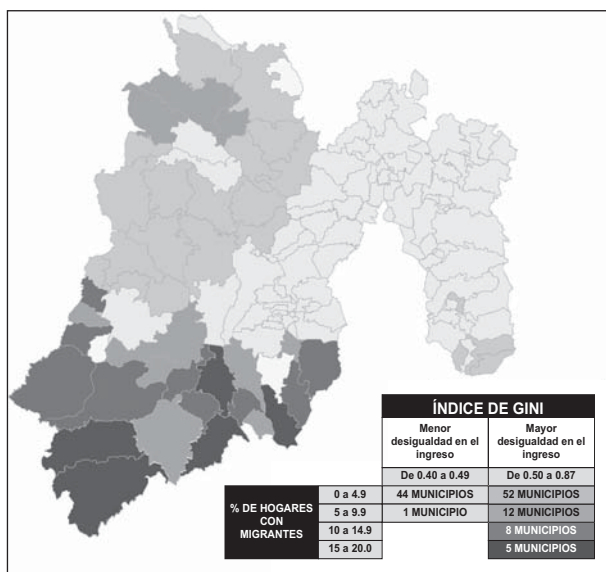 ÍNDICE DE GINI
Menor desigualdad en el ingreso
Mayor desigualdad en el ingreso
De 0.40 a 0.49
De 0.50 a 0.87
% DE HOGARES CON MIGRANTES
0 a 4.9
44 MUNICIPIOS
52 MUNICIPIOS
5 a 9.9
1 MUNICIPIO
12 MUNICIPIOS
10 a 14.9
8 MUNICIPIOS
15 a 20.0
5 MUNICIPIOS